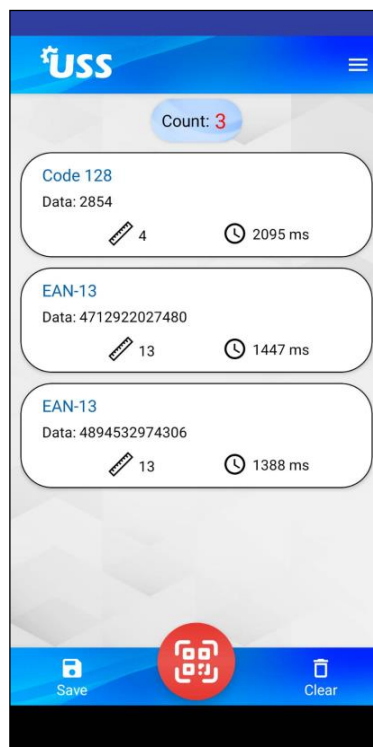 USS
Count: 3
Code 128
Data: 2854
4 2095 ms
EAN-13
Data: 4712922027480
13 1447 ms
EAN-13
Data: 4894532974306
13 1388 ms
Save Clear